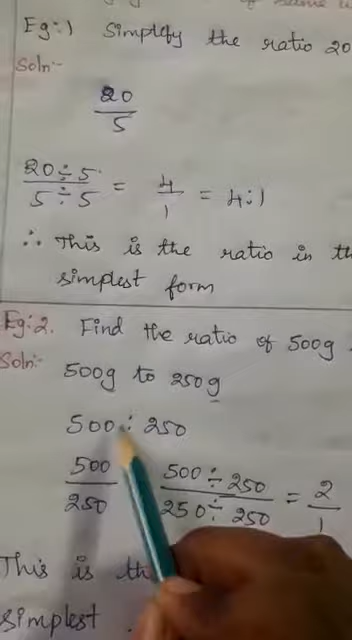 Eg:1 Simplify the ratio 20
Soln:-
20
5
20÷5
5÷5
= 4
1
= 4:1
∴ This is the ratio in th
simplest form
Eg:2. Find the ratio of 500g
Soln:-
500g to 250g
500 : 250
500
250
500÷250
250÷250
= 2
1
This is th
simplest